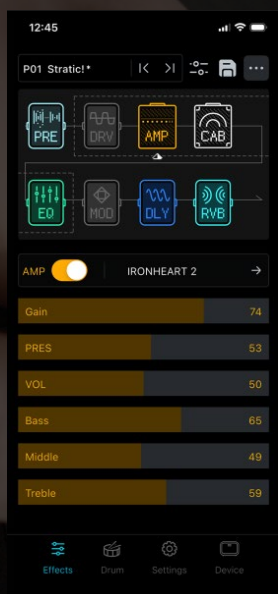 12:45
P01 Stratic!*
PRE
DRV
AMP
CAB
EQ
MOD
DLY
RVB
AMP
IRONHEART 2
Gain 74
PRES 53
VOL 50
Bass 65
Middle 49
Treble 59
Effects Drum Settings Device